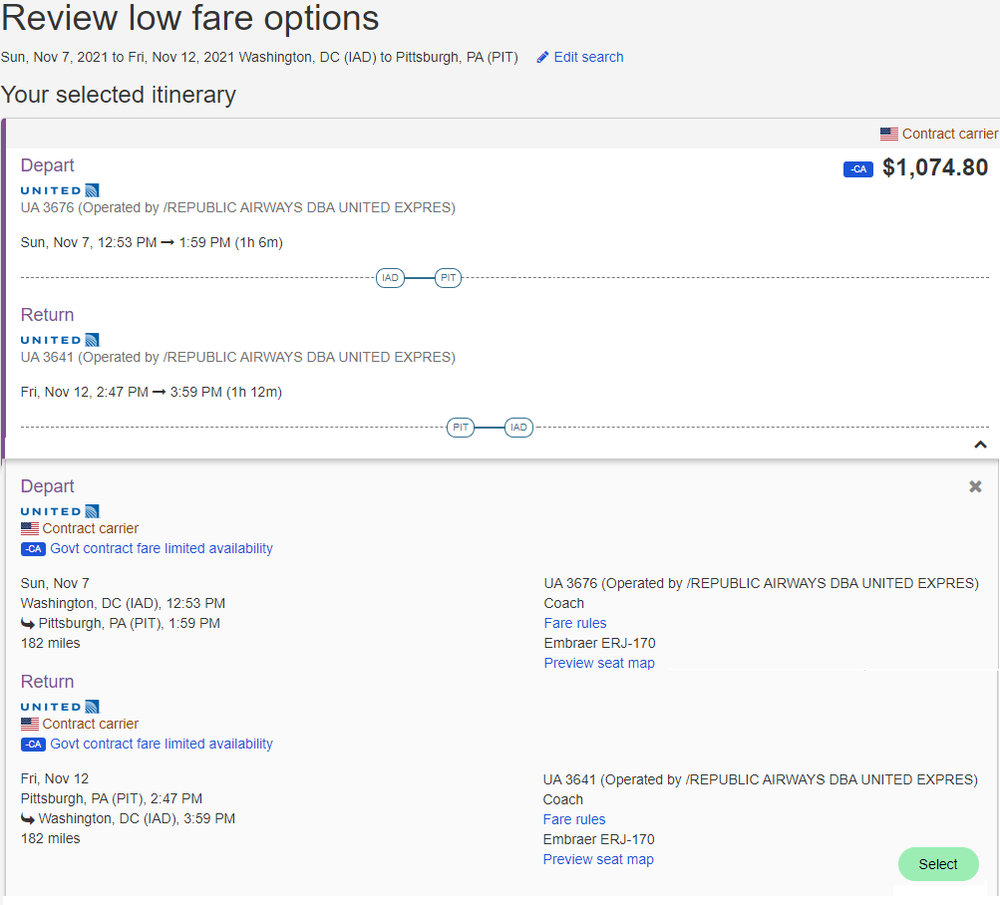 Review low fare options
Sun, Nov 7, 2021 to Fri, Nov 12, 2021 Washington, DC (IAD) to Pittsburgh, PA (PIT) Edit search
Your selected itinerary
Contract carrier
Depart
-CA $1,074.80
UNITED
UA 3676 (Operated by /REPUBLIC AIRWAYS DBA UNITED EXPRES)
Sun, Nov 7, 12:53 PM → 1:59 PM (1h 6m)
IAD PIT
Return
UNITED
UA 3641 (Operated by /REPUBLIC AIRWAYS DBA UNITED EXPRES)
Fri, Nov 12, 2:47 PM → 3:59 PM (1h 12m)
PIT IAD
Depart
UNITED
Contract carrier
-CA Govt contract fare limited availability
Sun, Nov 7
Washington, DC (IAD), 12:53 PM
Pittsburgh, PA (PIT), 1:59 PM
182 miles
UA 3676 (Operated by /REPUBLIC AIRWAYS DBA UNITED EXPRES)
Coach
Fare rules
Embraer ERJ-170
Preview seat map
Return
UNITED
Contract carrier
-CA Govt contract fare limited availability
Fri, Nov 12
Pittsburgh, PA (PIT), 2:47 PM
Washington, DC (IAD), 3:59 PM
182 miles
UA 3641 (Operated by /REPUBLIC AIRWAYS DBA UNITED EXPRES)
Coach
Fare rules
Embraer ERJ-170
Preview seat map
Select